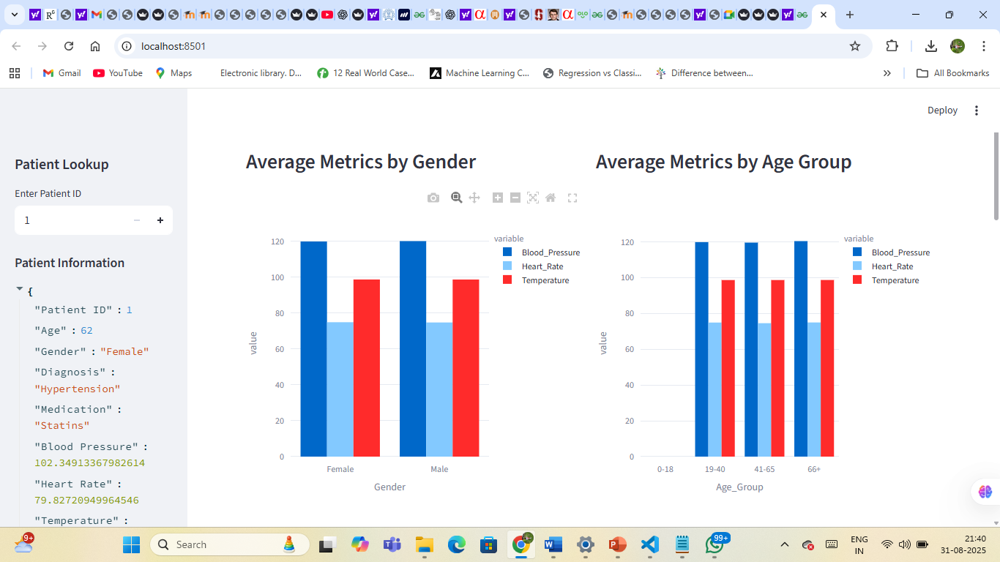 localhost:8501
Gmail
YouTube
Maps
Electronic library. D...
12 Real World Case...
Machine Learning C...
Regression vs Classi...
Difference between...
All Bookmarks
Deploy
Patient Lookup
Enter Patient ID
1
Patient Information
{
"Patient ID" : 1
"Age" : 62
"Gender" : "Female"
"Diagnosis" :
"Hypertension"
"Medication" :
"Statins"
"Blood Pressure" :
102.34913367982614
"Heart Rate" :
79.82720949964546
"Temperature" :
Average Metrics by Gender
variable
Blood_Pressure
Heart_Rate
Temperature
value
120
100
80
60
40
20
0
Female Male
Gender
Average Metrics by Age Group
variable
Blood_Pressure
Heart_Rate
Temperature
value
120
100
80
60
40
20
0
0-18 19-40 41-65 66+
Age_Group
9+
Search
99+
ENG
IN
21:40
31-08-2025